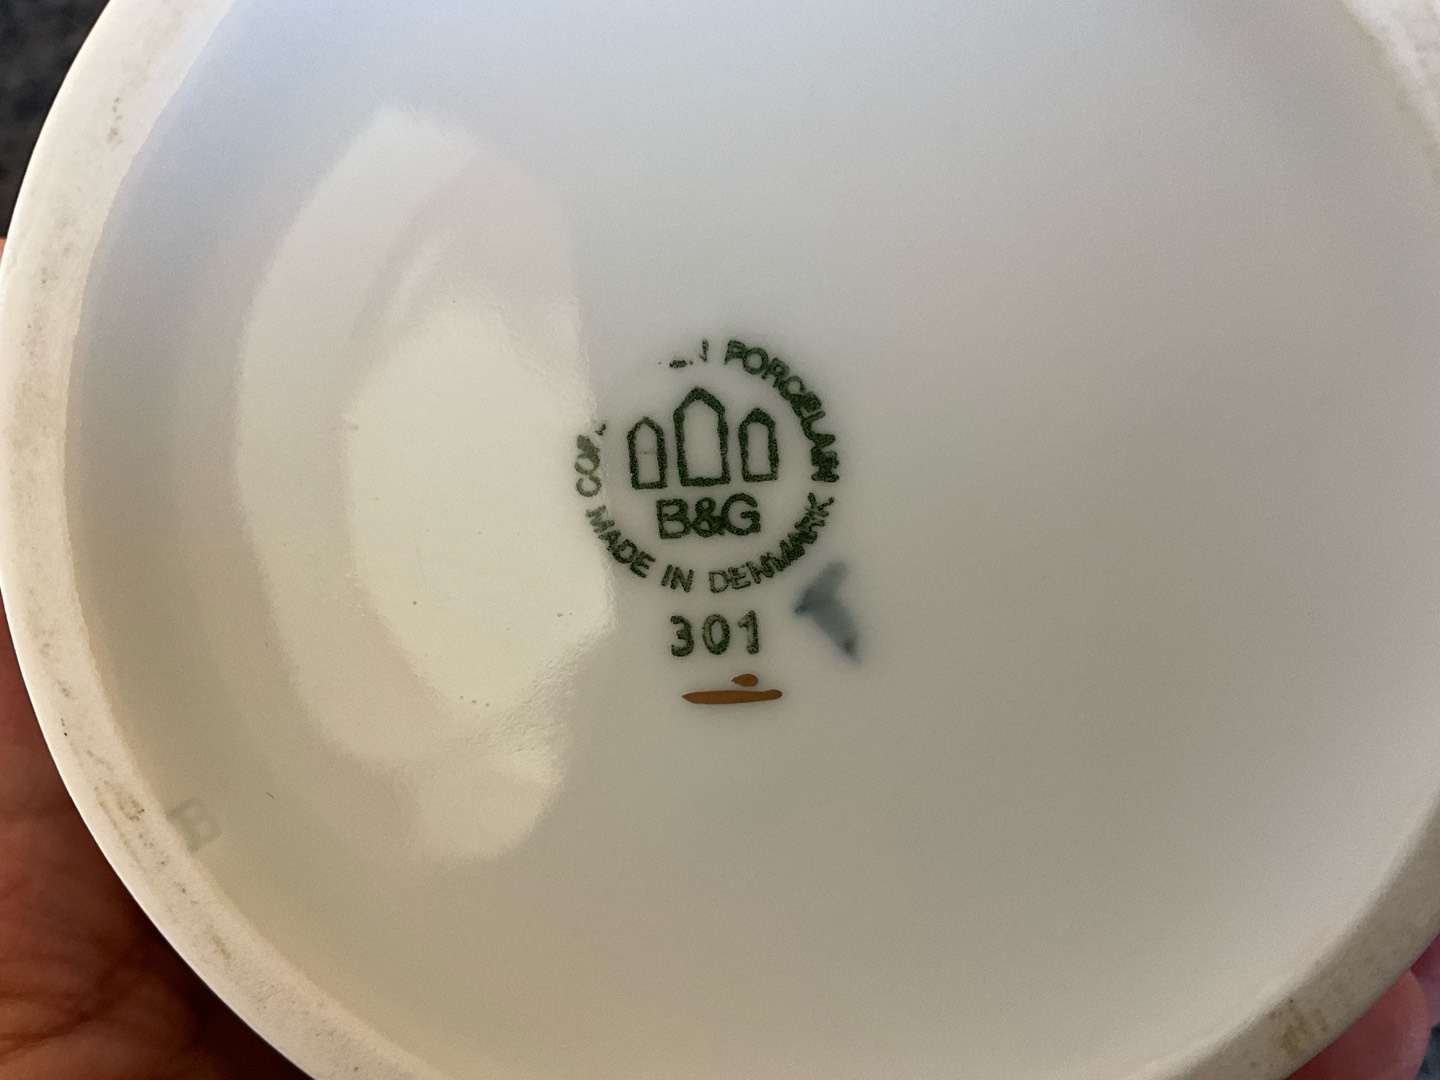 PORCELAIN
B&G
MADE IN DENMARK
301
B